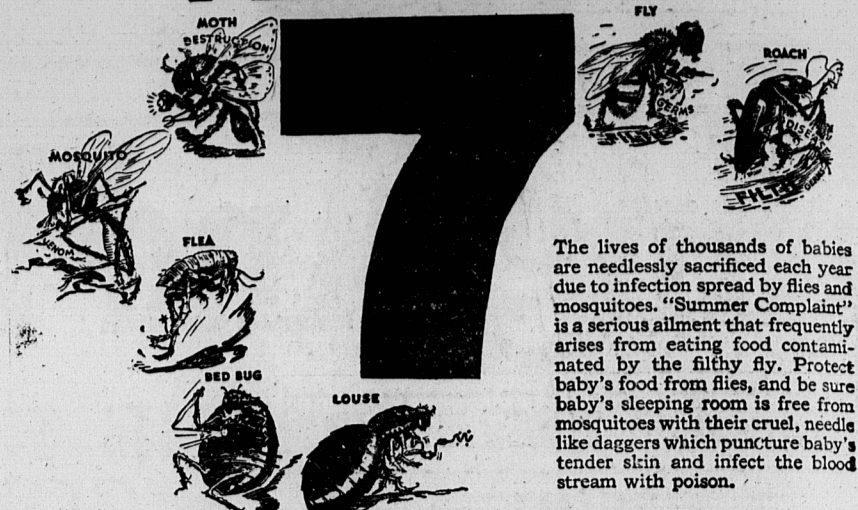 MOTH
DESTRUCTION
7
FLY
GERMS
FILTH
ROACH
DISEASE
FILTH
GERMS
MOSQUITO
VENOM
FLEA
BED BUG
LOUSE
The lives of thousands of babies
are needlessly sacrificed each year
due to infection spread by flies and
mosquitoes. "Summer Complaint"
is a serious ailment that frequently
arises from eating food contami-
nated by the filthy fly. Protect
baby's food from flies, and be sure
baby's sleeping room is free from
mosquitoes with their cruel, needle
like daggers which puncture baby's
tender skin and infect the blood
stream with poison.